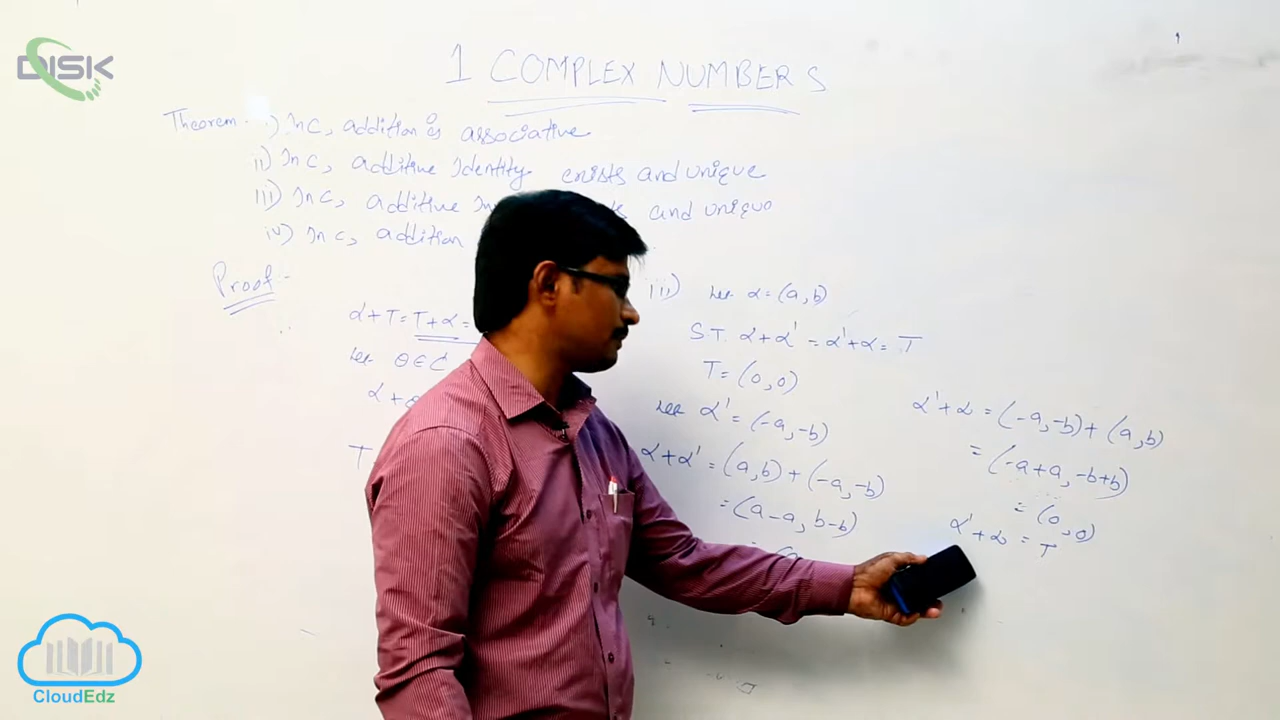 DISK
1 COMPLEX NUMBERS
Theorem - i) In C, addition is associative
ii) In C, additive Identity exists and unique
iii) In C, additive and unique
iv) In C, addition
Proof :-
α+T = T+α =
Let θ∈C
α+
T
iii) Let α=(a,b)
S.T. α+α' = α'+α = T
T = (0,0)
Let α' = (-a,-b)
α+α' = (a,b)+(-a,-b)
= (a-a, b-b)
α'+α = (-a,-b)+(a,b)
= (-a+a, -b+b)
= (0,0)
α'+α = T
CloudEdz